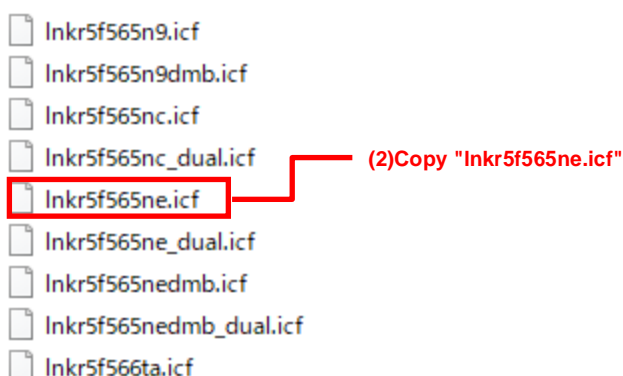 lnkr5f565n9.icf
lnkr5f565n9dmb.icf
lnkr5f565nc.icf
lnkr5f565nc_dual.icf
(2)Copy "lnkr5f565ne.icf"
lnkr5f565ne.icf
lnkr5f565ne_dual.icf
lnkr5f565nedmb.icf
lnkr5f565nedmb_dual.icf
lnkr5f566ta.icf